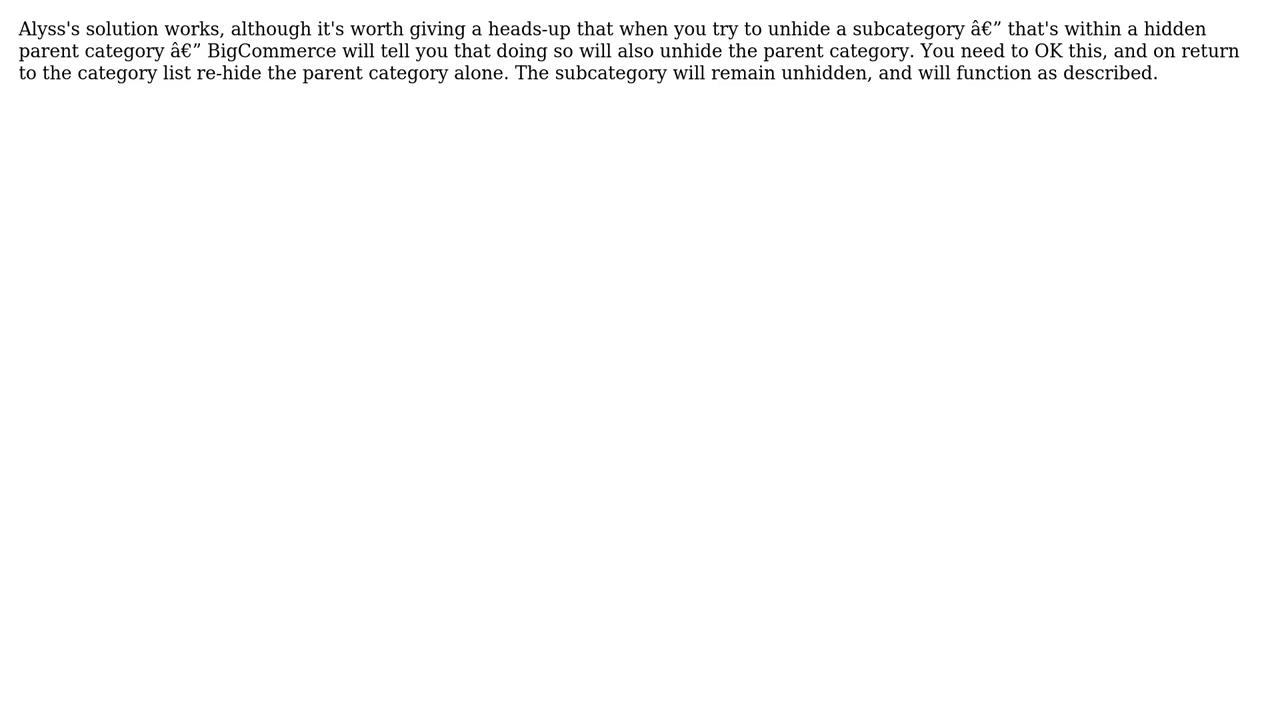 Alyss's solution works, although it's worth giving a heads-up that when you try to unhide a subcategory â€” that's within a hidden
parent category â€” BigCommerce will tell you that doing so will also unhide the parent category. You need to OK this, and on return
to the category list re-hide the parent category alone. The subcategory will remain unhidden, and will function as described.